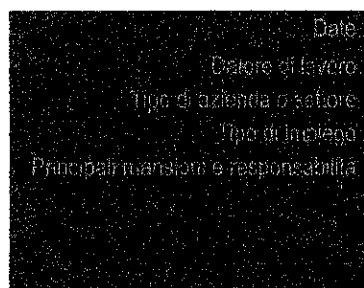 Date
Datore di lavoro
Tipo di azienda o settore
Tipo di impiego
Principali mansioni e responsabilità